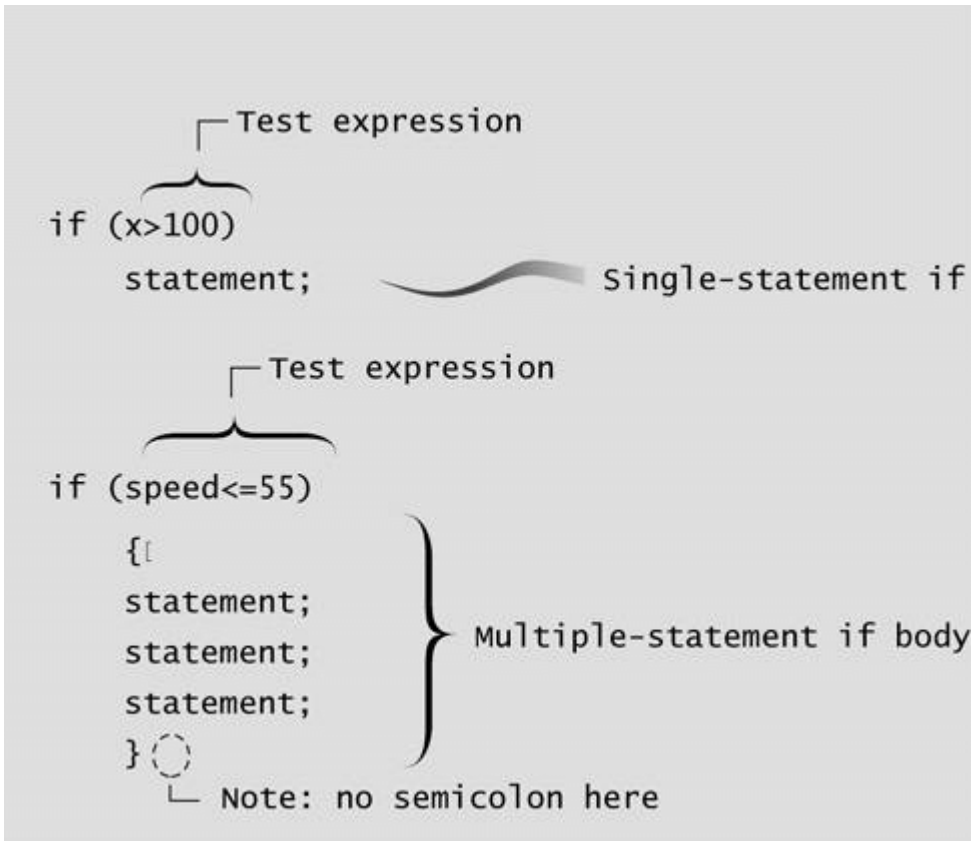 Test expression
if (x>100)
statement;
Single-statement if
Test expression
if (speed<=55)
{
statement;
statement;
statement;
}
Multiple-statement if body
Note: no semicolon here